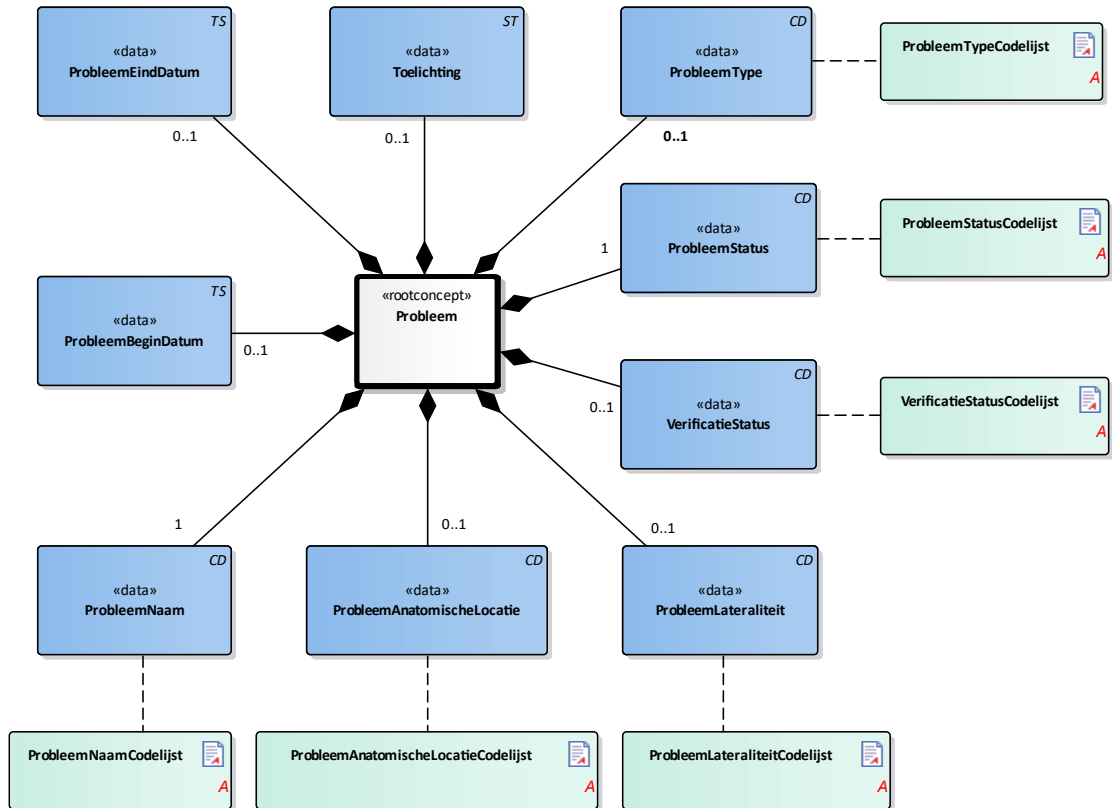 TS
«data»
ProbleemEindDatum
ST
«data»
Toelichting
CD
«data»
ProbleemType
ProbleemTypeCodelijst
A
0..1
0..1
0..1
CD
«data»
ProbleemStatus
ProbleemStatusCodelijst
A
1
TS
«data»
ProbleemBeginDatum
0..1
«rootconcept»
Probleem
CD
«data»
VerificatieStatus
VerificatieStatusCodelijst
A
0..1
1
0..1
0..1
CD
«data»
ProbleemNaam
CD
«data»
ProbleemAnatomischeLocatie
CD
«data»
ProbleemLateraliteit
ProbleemNaamCodelijst
A
ProbleemAnatomischeLocatieCodelijst
A
ProbleemLateraliteitCodelijst
A